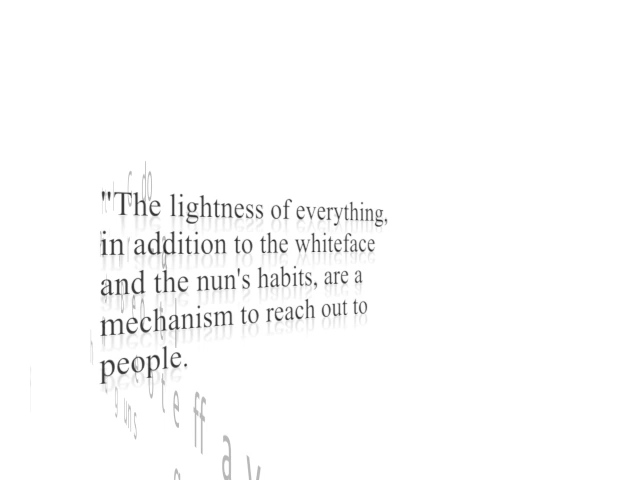 "The lightness of everything,
in addition to the whiteface
and the nun's habits, are a
mechanism to reach out to
people.